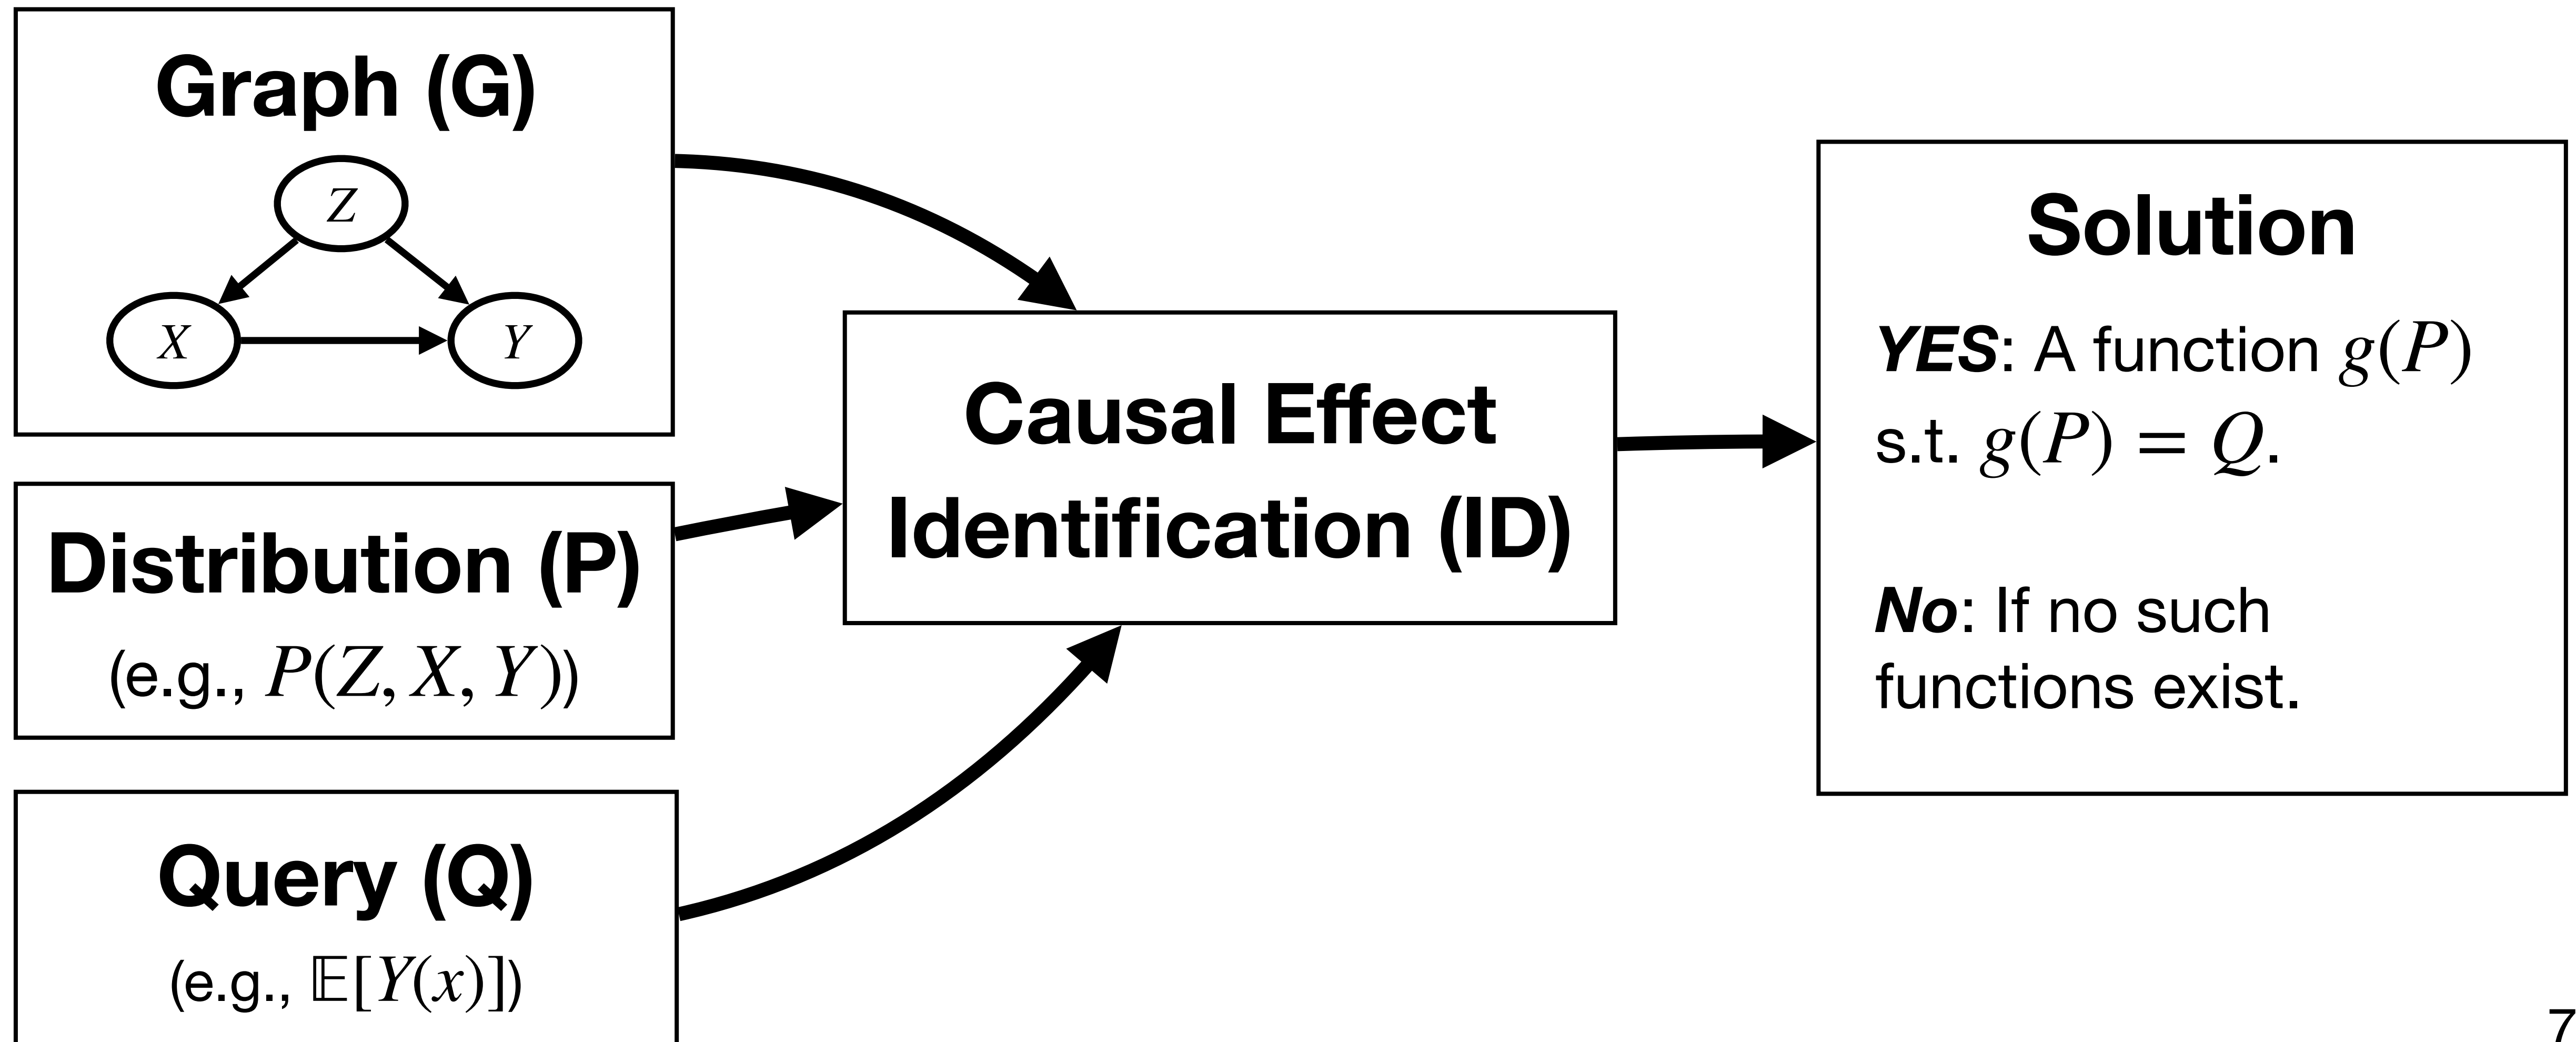 Graph (G)
Z
X
Y
Distribution (P)
(e.g., P(Z, X, Y))
Query (Q)
(e.g., 𝔼[Y(x)])
Causal Effect
Identification (ID)
Solution
YES: A function g(P)
s.t. g(P) = Q.
No: If no such
functions exist.
7